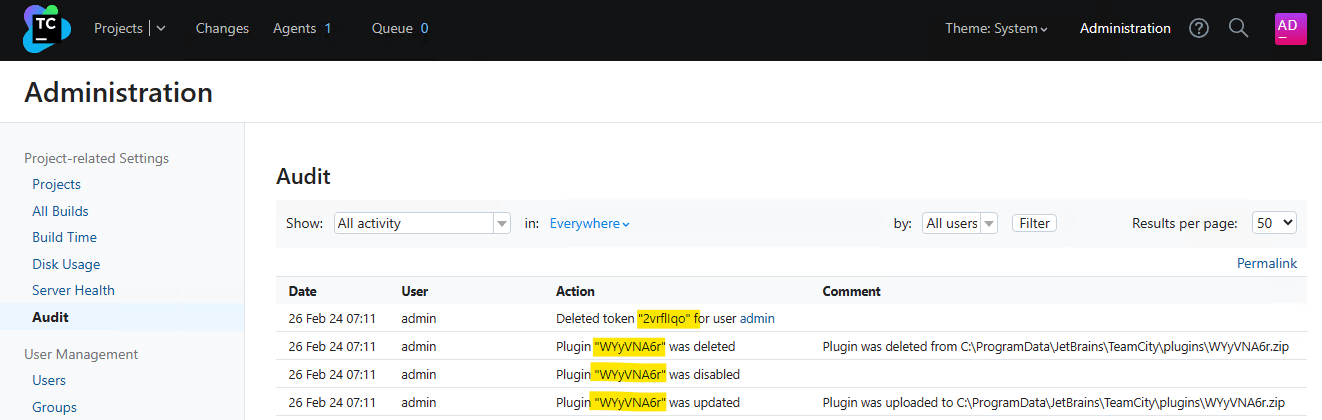 TC Projects Changes Agents 1 Queue 0 Theme: System Administration AD
Administration
Project-related Settings
Projects
All Builds
Build Time
Disk Usage
Server Health
Audit
User Management
Users
Groups
Audit
Show: All activity in: Everywhere by: All users Filter Results per page: 50
Permalink
Date User Action Comment
26 Feb 24 07:11 admin Deleted token "2vrfIIqo" for user admin
26 Feb 24 07:11 admin Plugin "WYyVNA6r" was deleted Plugin was deleted from C:\ProgramData\JetBrains\TeamCity\plugins\WYyVNA6r.zip
26 Feb 24 07:11 admin Plugin "WYyVNA6r" was disabled
26 Feb 24 07:11 admin Plugin "WYyVNA6r" was updated Plugin was uploaded to C:\ProgramData\JetBrains\TeamCity\plugins\WYyVNA6r.zip